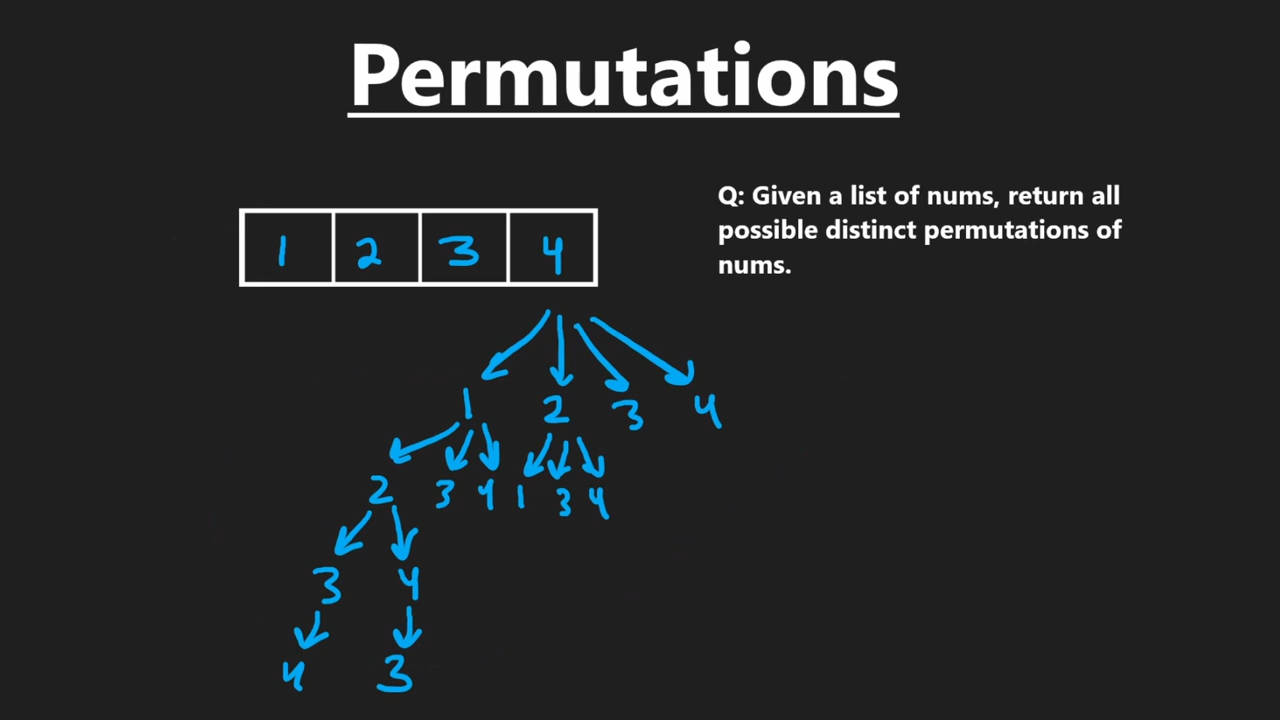 Permutations
Q: Given a list of nums, return all
possible distinct permutations of
nums.
1 2 3 4
1 2 3 4
2 3 4 1 3 4
3 4
4 3